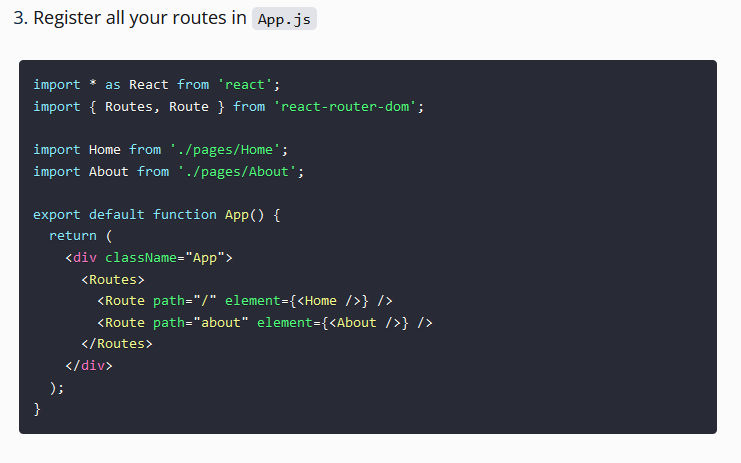 3. Register all your routes in App.js
import * as React from 'react';
import { Routes, Route } from 'react-router-dom';
import Home from './pages/Home';
import About from './pages/About';
export default function App() {
return (
<div className="App">
<Routes>
<Route path="/" element={<Home />} />
<Route path="about" element={<About />} />
</Routes>
</div>
);
}